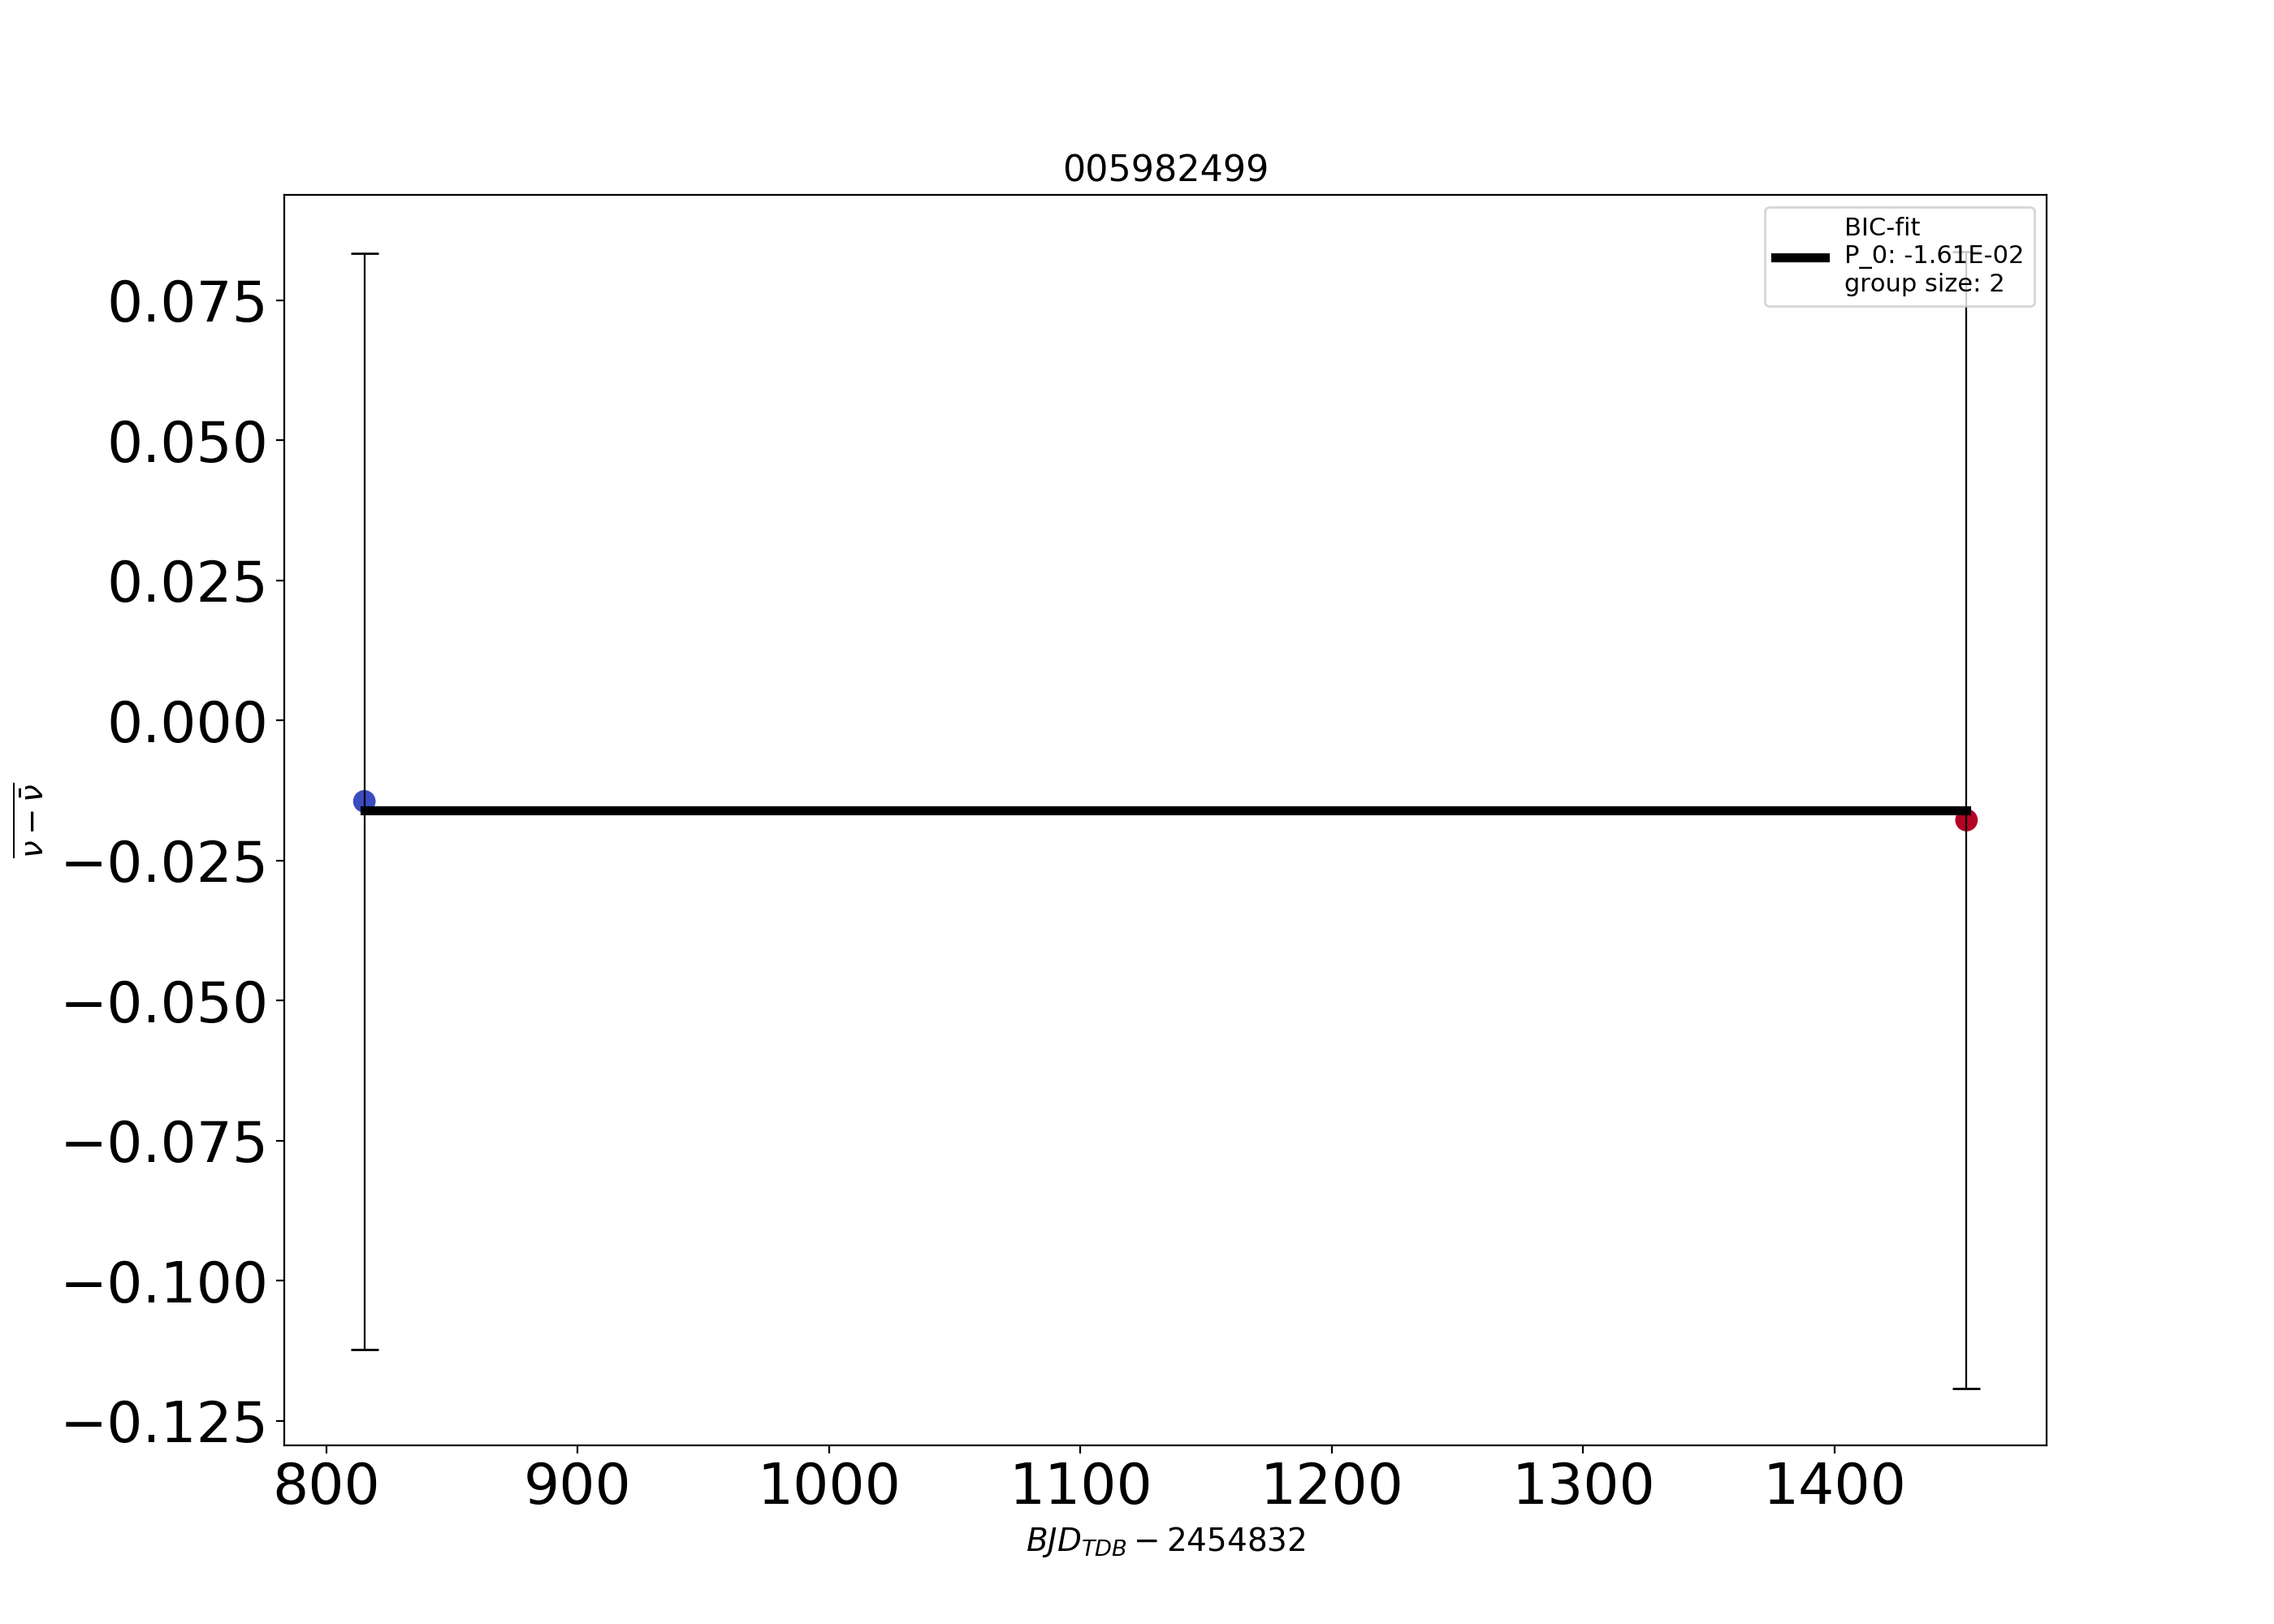 005982499
BIC-fit
P_0: -1.61E-02
group size: 2
0.075
0.050
0.025
0.000
−0.025
−0.050
−0.075
−0.100
−0.125
ν − ν̄
800 900 1000 1100 1200 1300 1400
BJD_TDB − 2454832